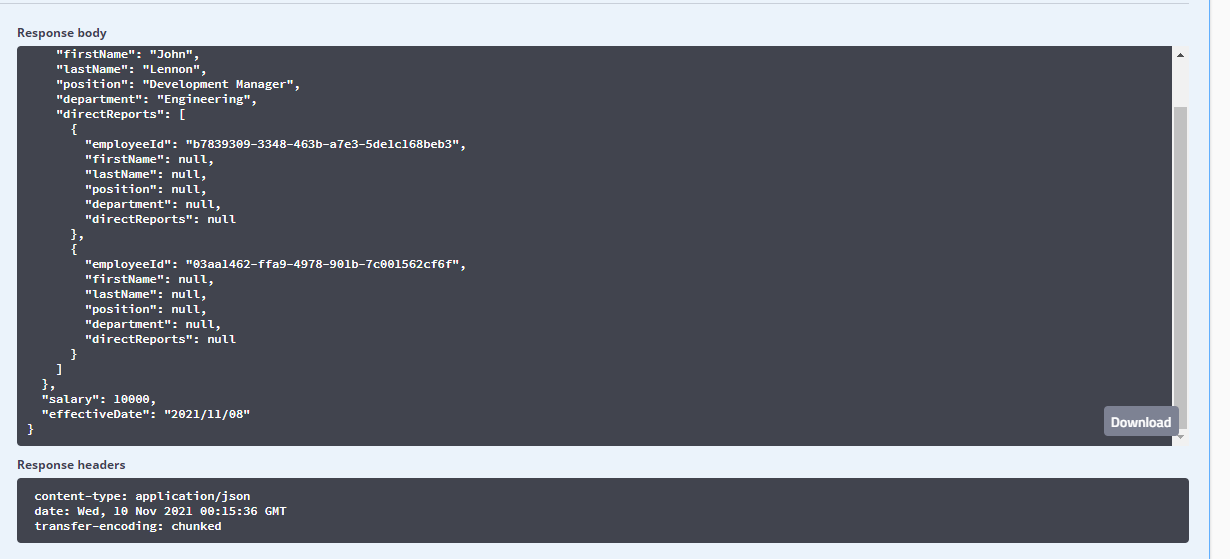 Response body
"firstName": "John",
"lastName": "Lennon",
"position": "Development Manager",
"department": "Engineering",
"directReports": [
{
"employeeId": "b7839309-3348-463b-a7e3-5de1c168beb3",
"firstName": null,
"lastName": null,
"position": null,
"department": null,
"directReports": null
},
{
"employeeId": "03aa1462-ffa9-4978-901b-7c001562cf6f",
"firstName": null,
"lastName": null,
"position": null,
"department": null,
"directReports": null
}
]
},
"salary": 10000,
"effectiveDate": "2021/11/08"
}
Download
Response headers
content-type: application/json
date: Wed, 10 Nov 2021 00:15:36 GMT
transfer-encoding: chunked